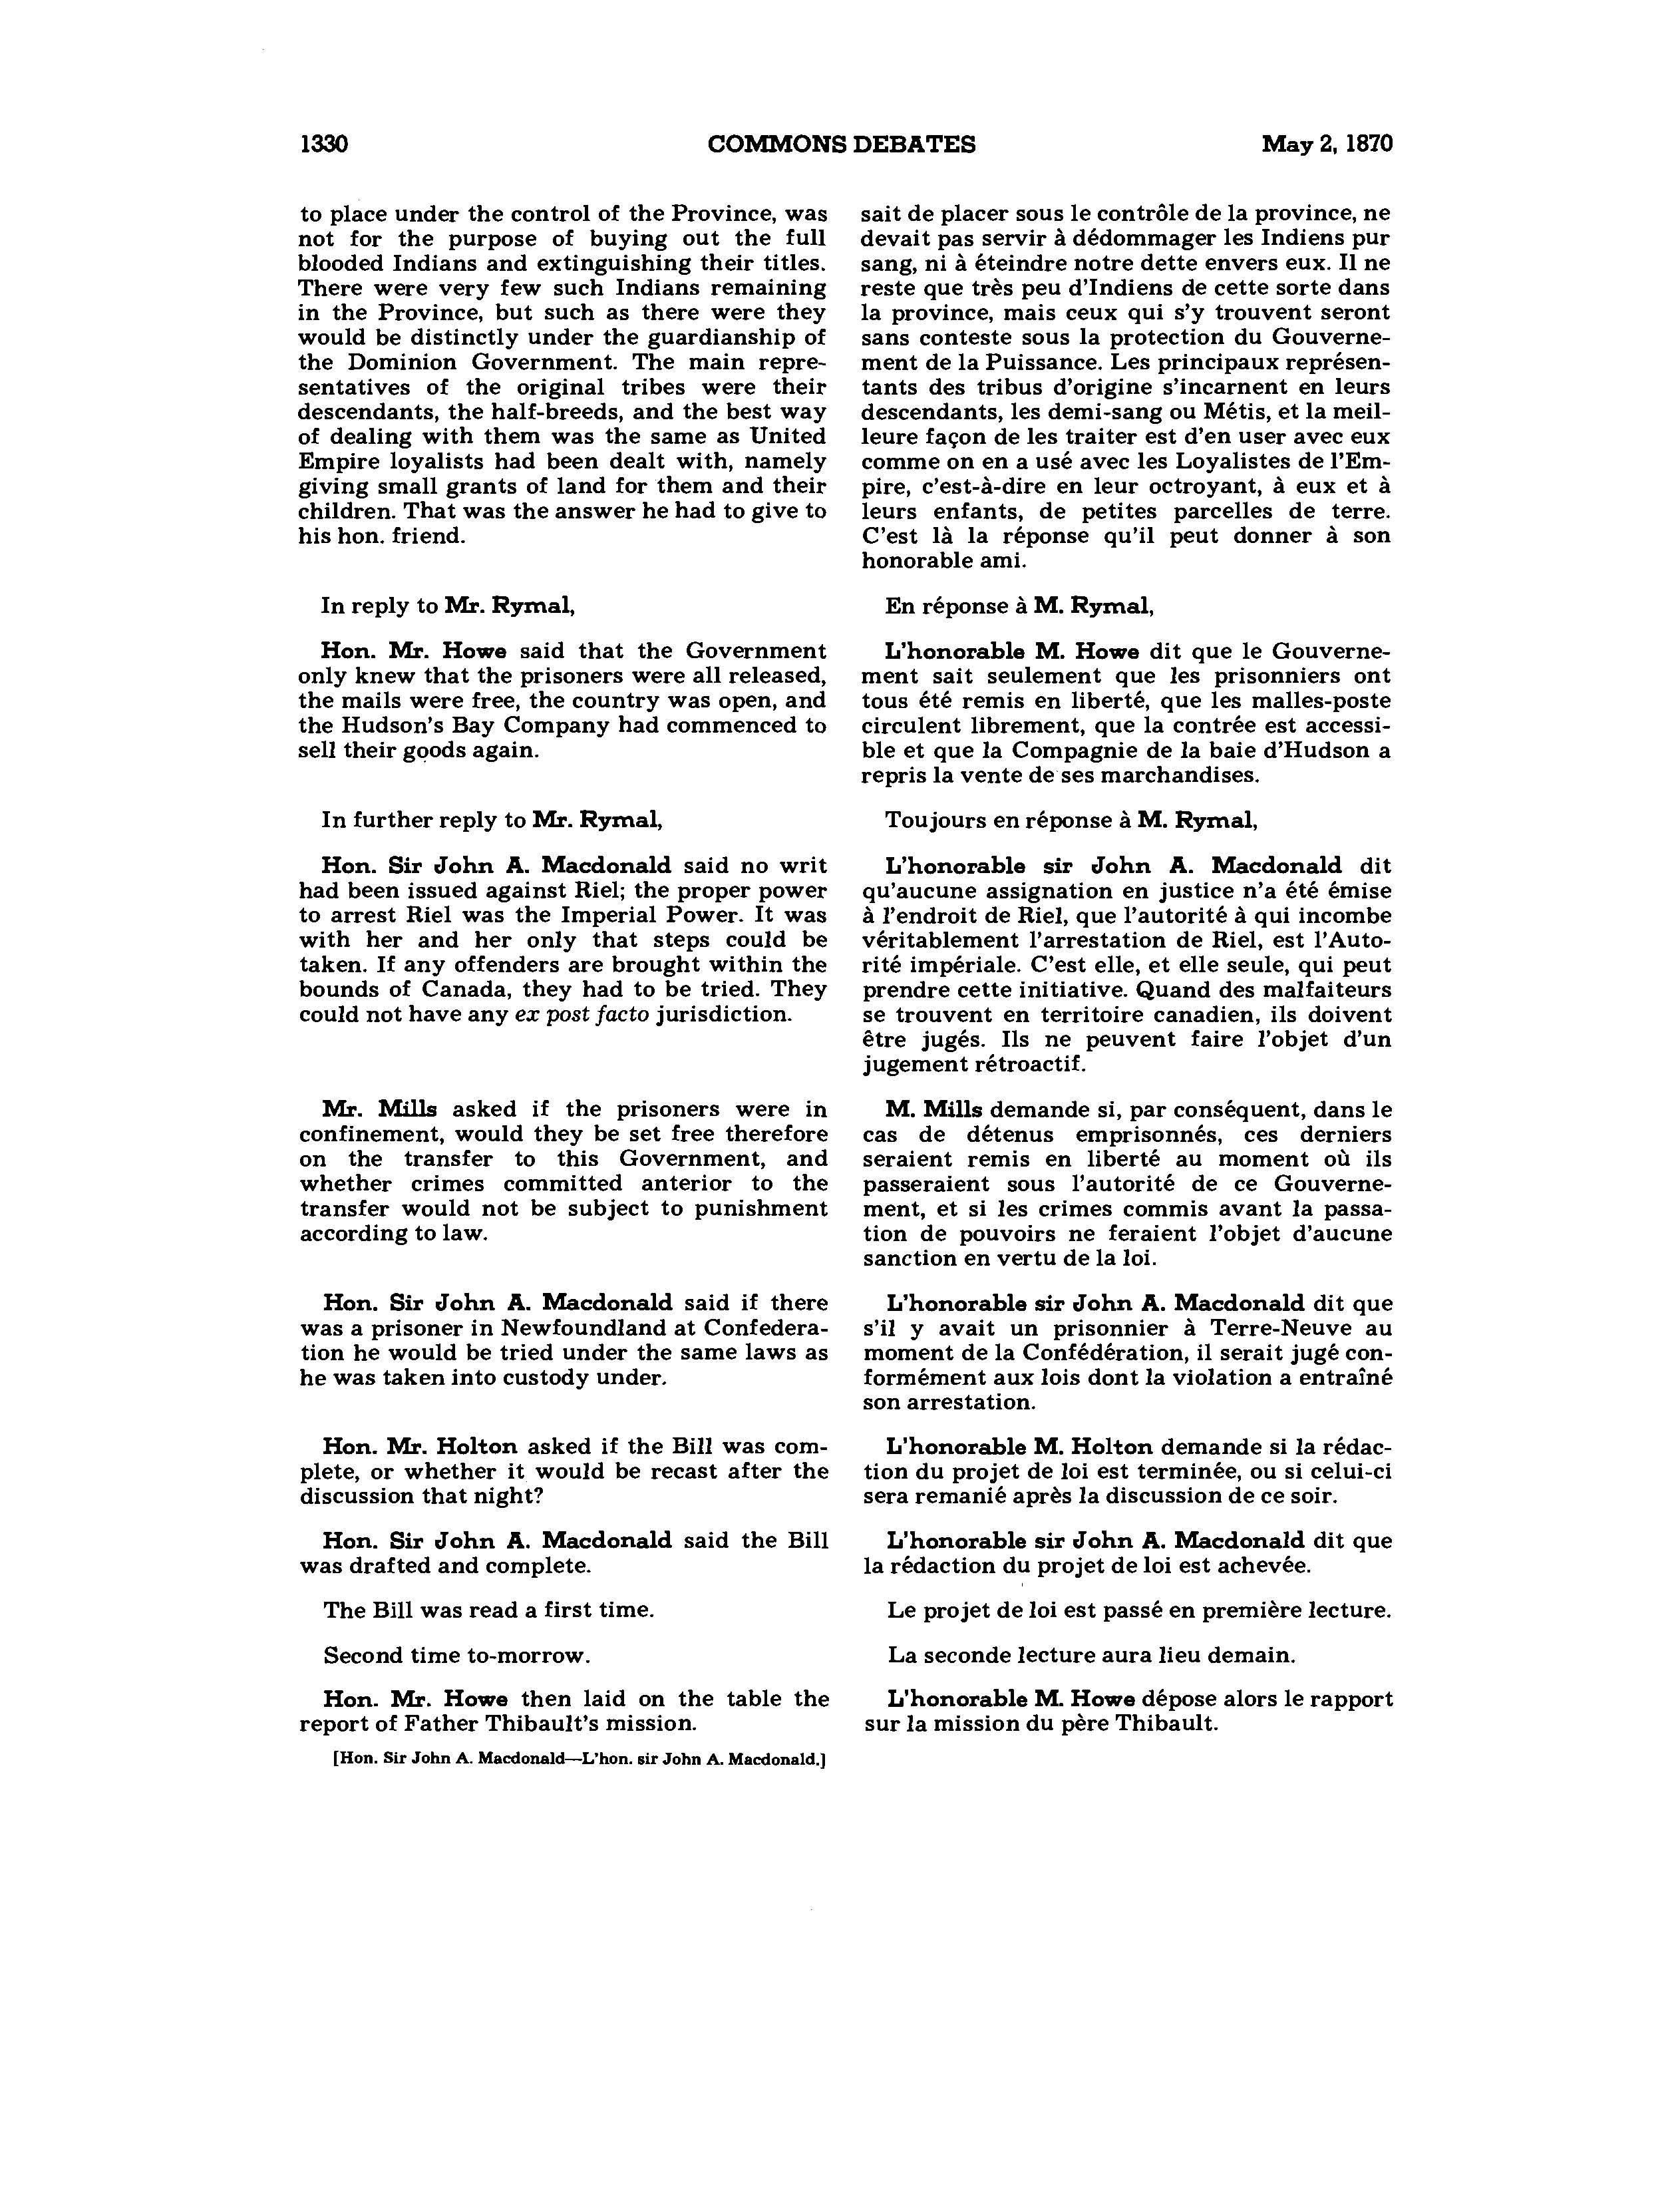 1330 COMMONS DEBATES May 2, 1870
to place under the control of the Province, was
not for the purpose of buying out the full
blooded Indians and extinguishing their titles.
There were very few such Indians remaining
in the Province, but such as there were they
would be distinctly under the guardianship of
the Dominion Government. The main repre-
sentatives of the original tribes were their
descendants, the half-breeds, and the best way
of dealing with them was the same as United
Empire loyalists had been dealt with, namely
giving small grants of land for them and their
children. That was the answer he had to give to
his hon. friend.
In reply to Mr. Rymal,
Hon. Mr. Howe said that the Government
only knew that the prisoners were all released,
the mails were free, the country was open, and
the Hudson's Bay Company had commenced to
sell their goods again.
In further reply to Mr. Rymal,
Hon. Sir John A. Macdonald said no writ
had been issued against Riel; the proper power
to arrest Riel was the Imperial Power. It was
with her and her only that steps could be
taken. If any offenders are brought within the
bounds of Canada, they had to be tried. They
could not have any ex post facto jurisdiction.
Mr. Mills asked if the prisoners were in
confinement, would they be set free therefore
on the transfer to this Government, and
whether crimes committed anterior to the
transfer would not be subject to punishment
according to law.
Hon. Sir John A. Macdonald said if there
was a prisoner in Newfoundland at Confedera-
tion he would be tried under the same laws as
he was taken into custody under.
Hon. Mr. Holton asked if the Bill was com-
plete, or whether it would be recast after the
discussion that night?
Hon. Sir John A. Macdonald said the Bill
was drafted and complete.
The Bill was read a first time.
Second time to-morrow.
Hon. Mr. Howe then laid on the table the
report of Father Thibault's mission.
[Hon. Sir John A. Macdonald—L'hon. sir John A. Macdonald.]
sait de placer sous le contrôle de la province, ne
devait pas servir à dédommager les Indiens pur
sang, ni à éteindre notre dette envers eux. Il ne
reste que très peu d'Indiens de cette sorte dans
la province, mais ceux qui s'y trouvent seront
sans conteste sous la protection du Gouverne-
ment de la Puissance. Les principaux représen-
tants des tribus d'origine s'incarnent en leurs
descendants, les demi-sang ou Métis, et la meil-
leure façon de les traiter est d'en user avec eux
comme on en a usé avec les Loyalistes de l'Em-
pire, c'est-à-dire en leur octroyant, à eux et à
leurs enfants, de petites parcelles de terre.
C'est là la réponse qu'il peut donner à son
honorable ami.
En réponse à M. Rymal,
L'honorable M. Howe dit que le Gouverne-
ment sait seulement que les prisonniers ont
tous été remis en liberté, que les malles-poste
circulent librement, que la contrée est accessi-
ble et que la Compagnie de la baie d'Hudson a
repris la vente de ses marchandises.
Toujours en réponse à M. Rymal,
L'honorable sir John A. Macdonald dit
qu'aucune assignation en justice n'a été émise
à l'endroit de Riel, que l'autorité à qui incombe
véritablement l'arrestation de Riel, est l'Auto-
rité impériale. C'est elle, et elle seule, qui peut
prendre cette initiative. Quand des malfaiteurs
se trouvent en territoire canadien, ils doivent
être jugés. Ils ne peuvent faire l'objet d'un
jugement rétroactif.
M. Mills demande si, par conséquent, dans le
cas de détenus emprisonnés, ces derniers
seraient remis en liberté au moment où ils
passeraient sous l'autorité de ce Gouverne-
ment, et si les crimes commis avant la passa-
tion de pouvoirs ne feraient l'objet d'aucune
sanction en vertu de la loi.
L'honorable sir John A. Macdonald dit que
s'il y avait un prisonnier à Terre-Neuve au
moment de la Confédération, il serait jugé con-
formément aux lois dont la violation a entraîné
son arrestation.
L'honorable M. Holton demande si la rédac-
tion du projet de loi est terminée, ou si celui-ci
sera remanié après la discussion de ce soir.
L'honorable sir John A. Macdonald dit que
la rédaction du projet de loi est achevée.
Le projet de loi est passé en première lecture.
La seconde lecture aura lieu demain.
L'honorable M. Howe dépose alors le rapport
sur la mission du père Thibault.